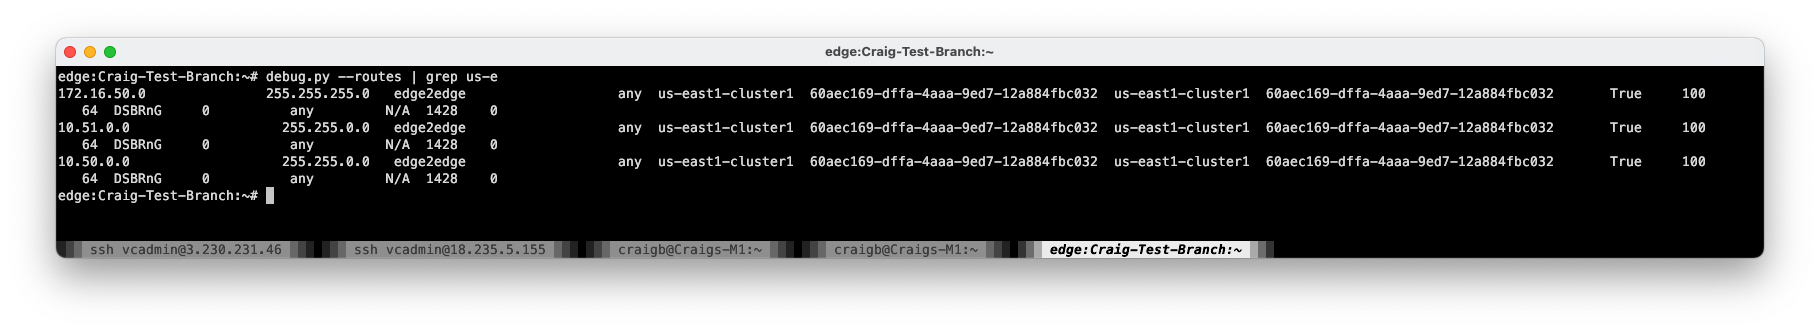 edge:Craig-Test-Branch:~
edge:Craig-Test-Branch:~# debug.py --routes | grep us-e
172.16.50.0 255.255.255.0 edge2edge any us-east1-cluster1 60aec169-dffa-4aaa-9ed7-12a884fbc032 us-east1-cluster1 60aec169-dffa-4aaa-9ed7-12a884fbc032 True 100
64 DSBRnG 0 any N/A 1428 0
10.51.0.0 255.255.0.0 edge2edge any us-east1-cluster1 60aec169-dffa-4aaa-9ed7-12a884fbc032 us-east1-cluster1 60aec169-dffa-4aaa-9ed7-12a884fbc032 True 100
64 DSBRnG 0 any N/A 1428 0
10.50.0.0 255.255.0.0 edge2edge any us-east1-cluster1 60aec169-dffa-4aaa-9ed7-12a884fbc032 us-east1-cluster1 60aec169-dffa-4aaa-9ed7-12a884fbc032 True 100
64 DSBRnG 0 any N/A 1428 0
edge:Craig-Test-Branch:~#
ssh vcadmin@3.230.231.46 ssh vcadmin@18.235.5.155 craigb@Craigs-M1:~ craigb@Craigs-M1:~ edge:Craig-Test-Branch:~